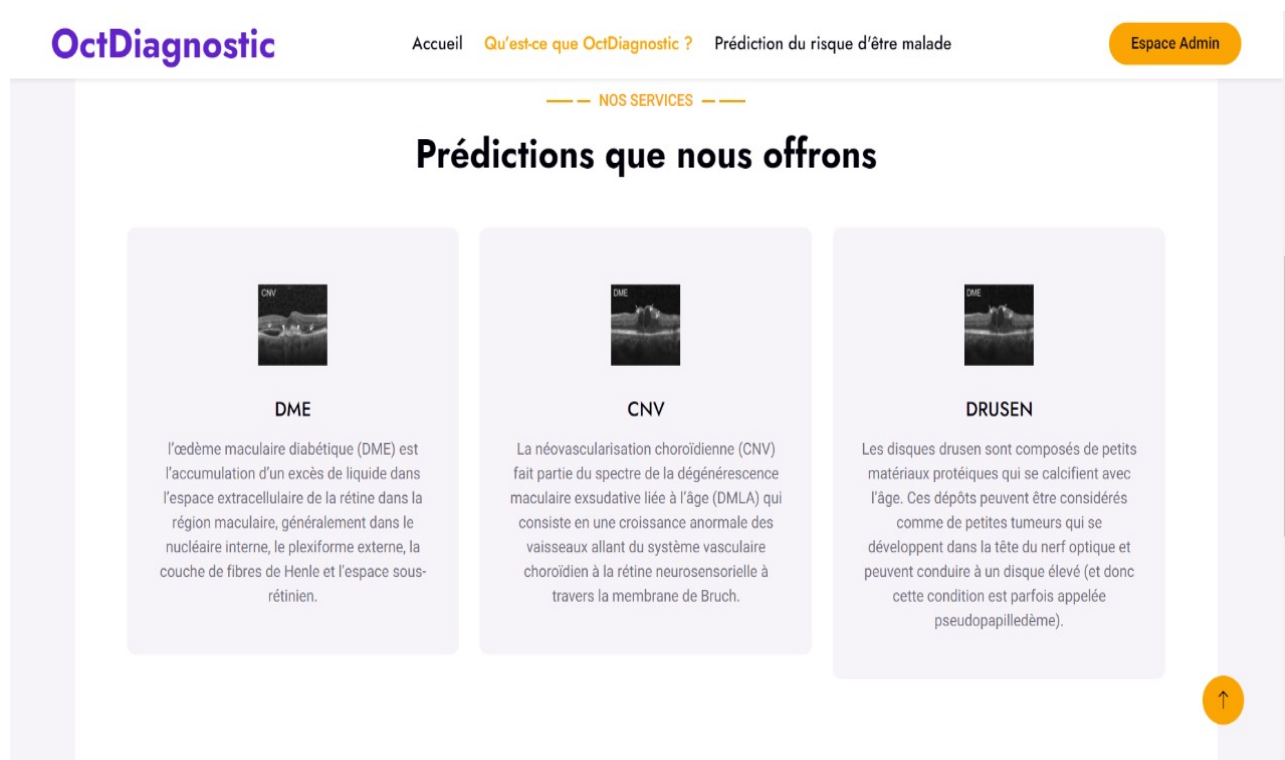 OctDiagnostic
Accueil
Qu'est-ce que OctDiagnostic ?
Prédiction du risque d'être malade
Espace Admin
NOS SERVICES
Prédictions que nous offrons
CNV
DME
l'œdème maculaire diabétique (DME) est
l'accumulation d'un excès de liquide dans
l'espace extracellulaire de la rétine dans la
région maculaire, généralement dans le
nucléaire interne, le plexiforme externe, la
couche de fibres de Henle et l'espace sous-
rétinien.
DME
CNV
La néovascularisation choroïdienne (CNV)
fait partie du spectre de la dégénérescence
maculaire exsudative liée à l'âge (DMLA) qui
consiste en une croissance anormale des
vaisseaux allant du système vasculaire
choroïdien à la rétine neurosensorielle à
travers la membrane de Bruch.
DME
DRUSEN
Les disques drusen sont composés de petits
matériaux protéiques qui se calcifient avec
l'âge. Ces dépôts peuvent être considérés
comme de petites tumeurs qui se
développent dans la tête du nerf optique et
peuvent conduire à un disque élevé (et donc
cette condition est parfois appelée
pseudopapilledème).